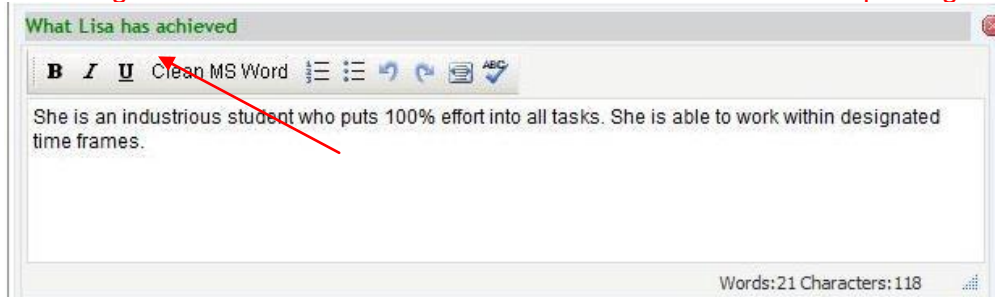 What Lisa has achieved
B I U Clean MS Word ABC
She is an industrious student who puts 100% effort into all tasks. She is able to work within designated
time frames.
Words:21 Characters:118